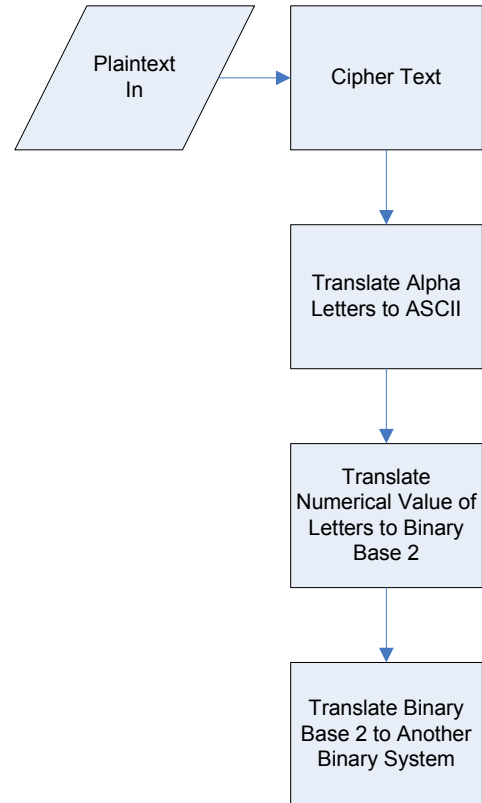 Plaintext
In
Cipher Text
Translate Alpha
Letters to ASCII
Translate
Numerical Value of
Letters to Binary
Base 2
Translate Binary
Base 2 to Another
Binary System